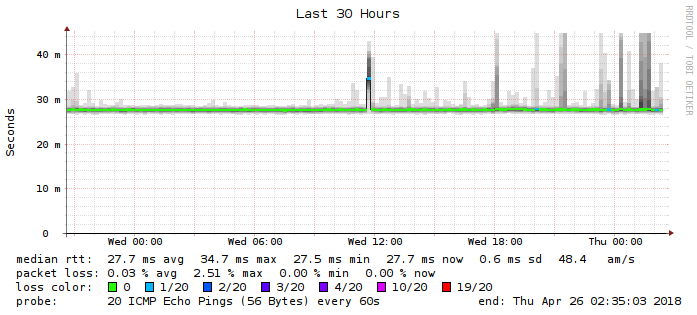 Last 30 Hours
RRDTOOL / TOBI OETIKER
Seconds
40 m
30 m
20 m
10 m
0
Wed 00:00 Wed 06:00 Wed 12:00 Wed 18:00 Thu 00:00
median rtt: 27.7 ms avg 34.7 ms max 27.5 ms min 27.7 ms now 0.6 ms sd 48.4 am/s
packet loss: 0.03 % avg 2.51 % max 0.00 % min 0.00 % now
loss color: 0 1/20 2/20 3/20 4/20 10/20 19/20
probe: 20 ICMP Echo Pings (56 Bytes) every 60s end: Thu Apr 26 02:35:03 2018